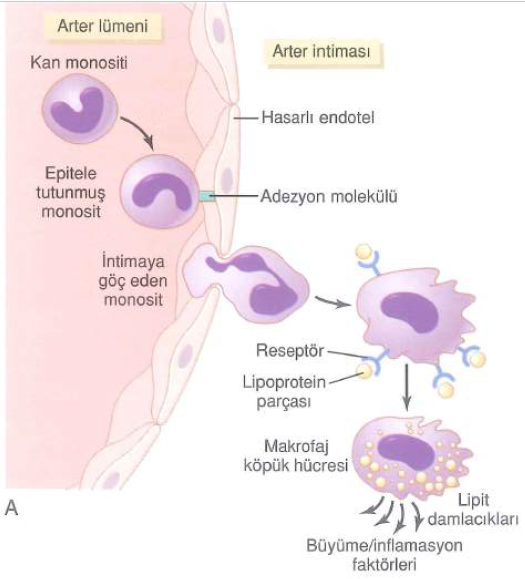 Arter lümeni
Arter intiması
Kan monositi
Hasarlı endotel
Epitele
tutunmuş
monosit
Adezyon molekülü
İntimaya
göç eden
monosit
Reseptör
Lipoprotein
parçası
Makrofaj
köpük hücresi
Lipit
damlacıkları
Büyüme/inflamasyon
faktörleri
A